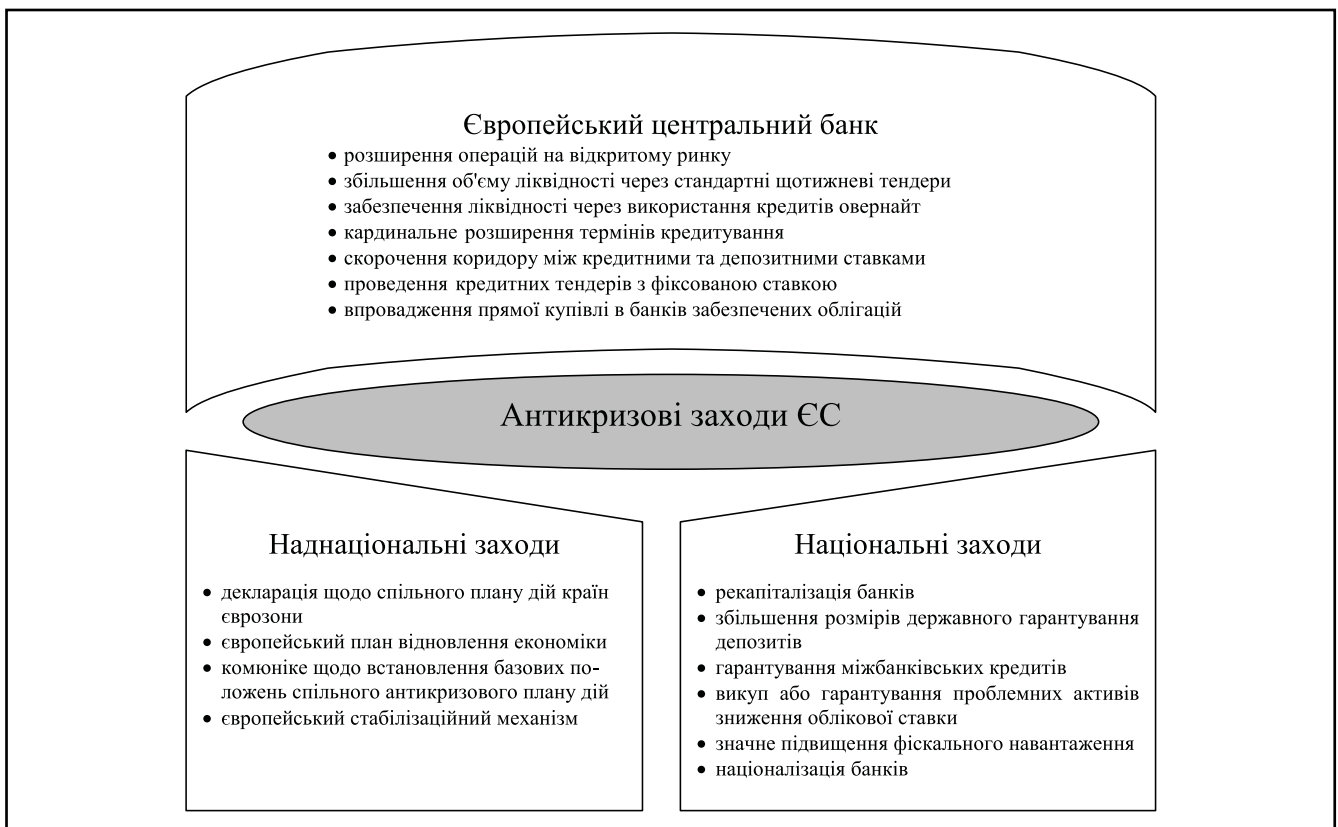 Європейський центральний банк
• розширення операцій на відкритому ринку
• збільшення об'єму ліквідності через стандартні щотижневі тендери
• забезпечення ліквідності через використання кредитів овернайт
• кардинальне розширення термінів кредитування
• скорочення коридору між кредитними та депозитними ставками
• проведення кредитних тендерів з фіксованою ставкою
• впровадження прямої купівлі в банків забезпечених облігацій
Антикризові заходи ЄС
Наднаціональні заходи
• декларація щодо спільного плану дій країн
єврозони
• європейський план відновлення економіки
• комюніке щодо встановлення базових по-
ложень спільного антикризового плану дій
• європейський стабілізаційний механізм
Національні заходи
• рекапіталізація банків
• збільшення розмірів державного гарантування
депозитів
• гарантування міжбанківських кредитів
• викуп або гарантування проблемних активів
зниження облікової ставки
• значне підвищення фіскального навантаження
• націоналізація банків